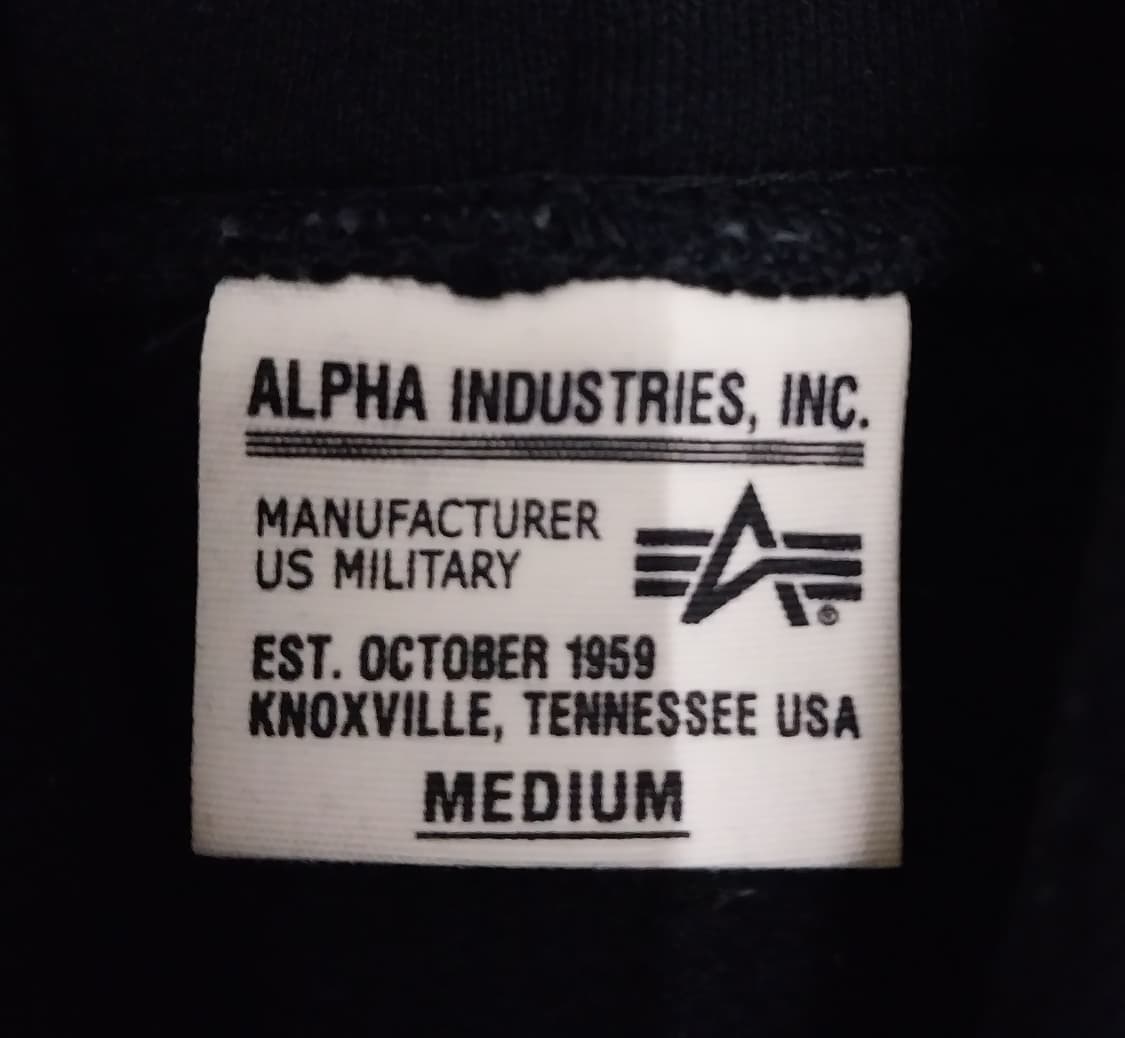 ALPHA INDUSTRIES, INC.
MANUFACTURER
US MILITARY
®
EST. OCTOBER 1959
KNOXVILLE, TENNESSEE USA
MEDIUM